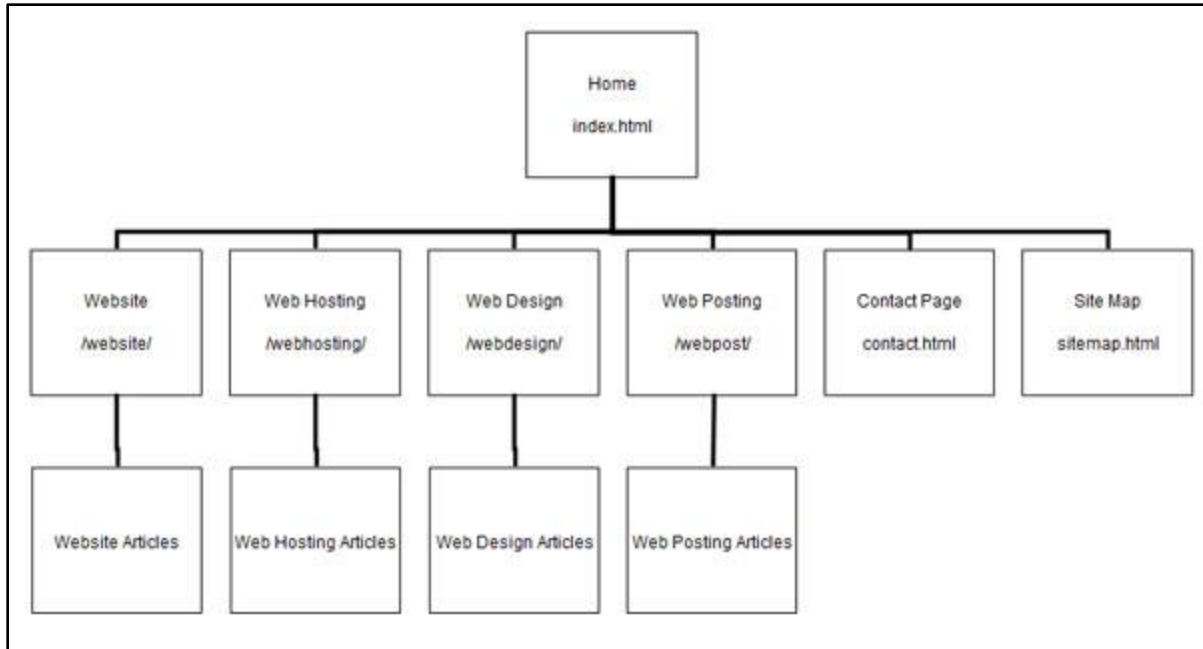 Home
index.html
Website
/website/
Web Hosting
/webhosting/
Web Design
/webdesign/
Web Posting
/webpost/
Contact Page
contact.html
Site Map
sitemap.html
Website Articles
Web Hosting Articles
Web Design Articles
Web Posting Articles